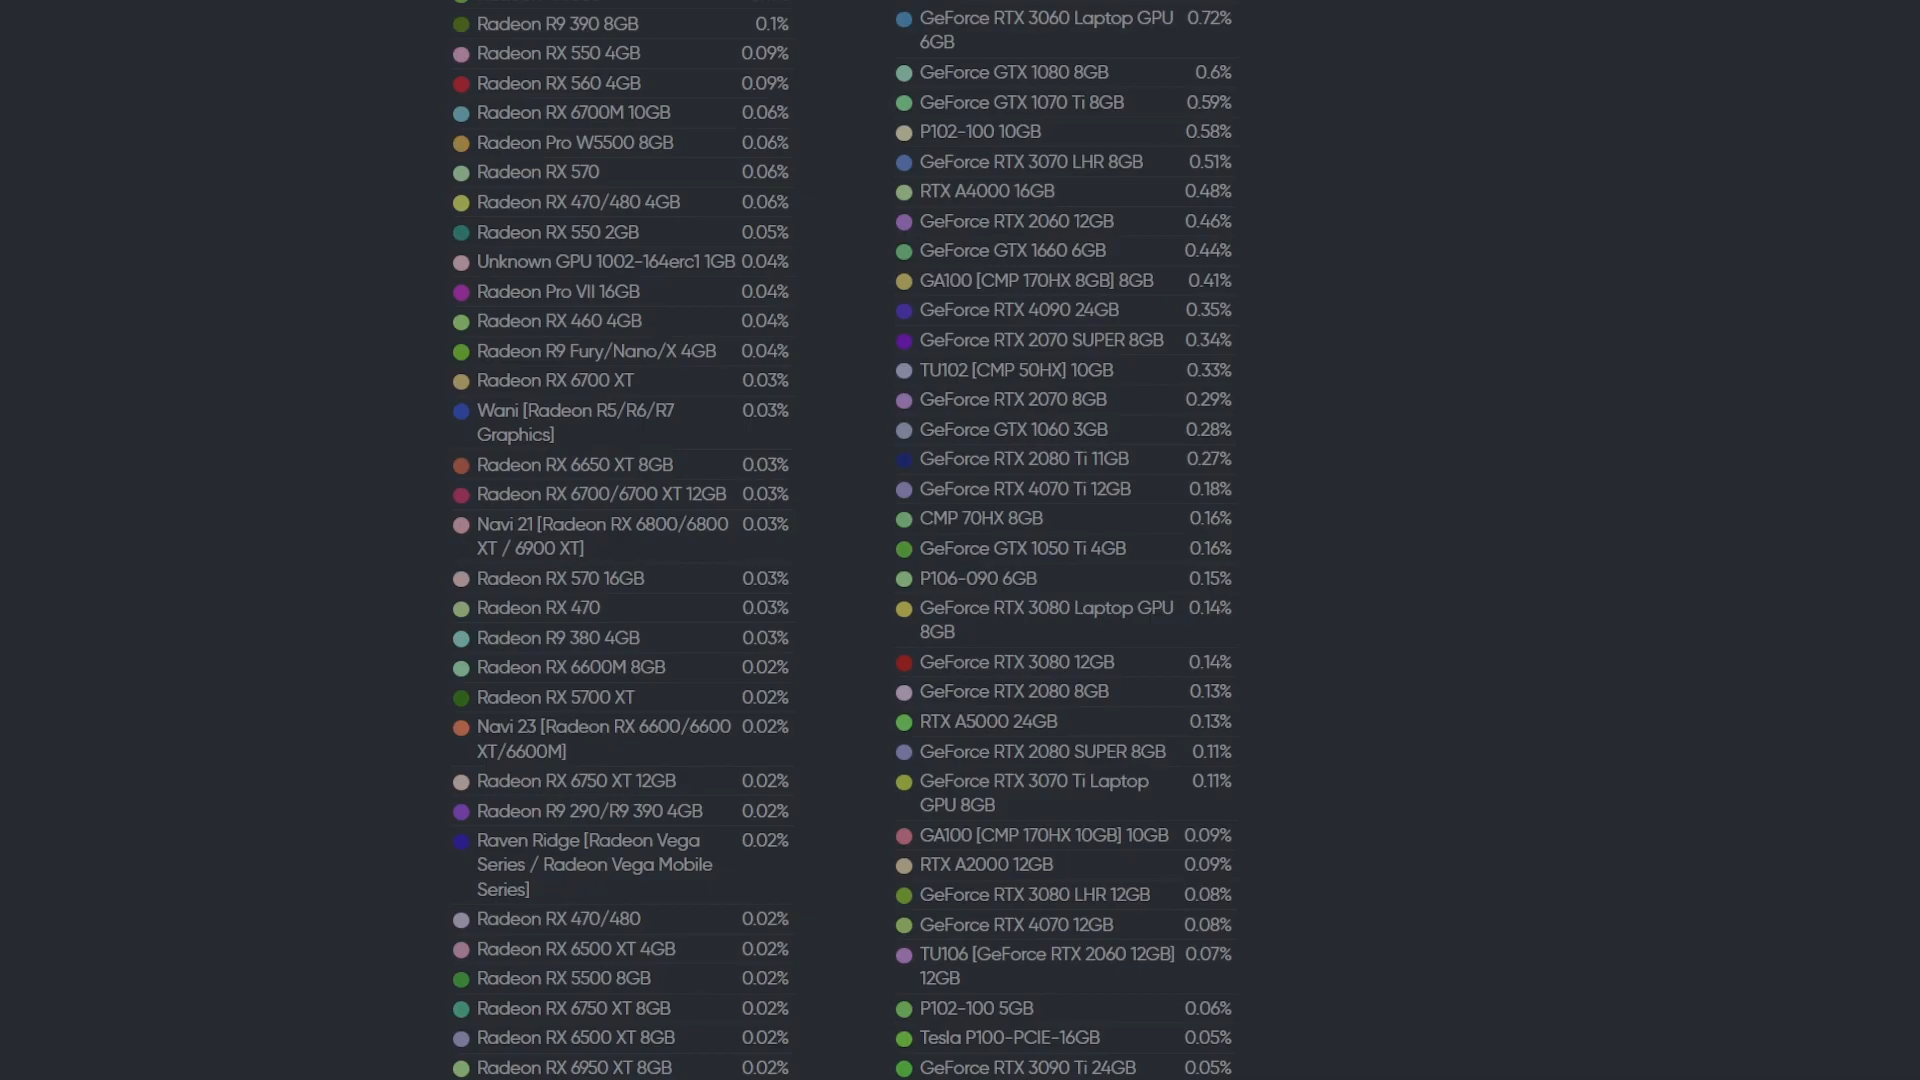 Radeon R9 390 8GB 0.1%
Radeon RX 550 4GB 0.09%
Radeon RX 560 4GB 0.09%
Radeon RX 6700M 10GB 0.06%
Radeon Pro W5500 8GB 0.06%
Radeon RX 570 0.06%
Radeon RX 470/480 4GB 0.06%
Radeon RX 550 2GB 0.05%
Unknown GPU 1002-164erc1 1GB 0.04%
Radeon Pro VII 16GB 0.04%
Radeon RX 460 4GB 0.04%
Radeon R9 Fury/Nano/X 4GB 0.04%
Radeon RX 6700 XT 0.03%
Wani [Radeon R5/R6/R7 0.03%
Graphics]
Radeon RX 6650 XT 8GB 0.03%
Radeon RX 6700/6700 XT 12GB 0.03%
Navi 21 [Radeon RX 6800/6800 0.03%
XT / 6900 XT]
Radeon RX 570 16GB 0.03%
Radeon RX 470 0.03%
Radeon R9 380 4GB 0.03%
Radeon RX 6600M 8GB 0.02%
Radeon RX 5700 XT 0.02%
Navi 23 [Radeon RX 6600/6600 0.02%
XT/6600M]
Radeon RX 6750 XT 12GB 0.02%
Radeon R9 290/R9 390 4GB 0.02%
Raven Ridge [Radeon Vega 0.02%
Series / Radeon Vega Mobile
Series]
Radeon RX 470/480 0.02%
Radeon RX 6500 XT 4GB 0.02%
Radeon RX 5500 8GB 0.02%
Radeon RX 6750 XT 8GB 0.02%
Radeon RX 6500 XT 8GB 0.02%
Radeon RX 6950 XT 8GB 0.02%
GeForce RTX 3060 Laptop GPU 0.72%
6GB
GeForce GTX 1080 8GB 0.6%
GeForce GTX 1070 Ti 8GB 0.59%
P102-100 10GB 0.58%
GeForce RTX 3070 LHR 8GB 0.51%
RTX A4000 16GB 0.48%
GeForce RTX 2060 12GB 0.46%
GeForce GTX 1660 6GB 0.44%
GA100 [CMP 170HX 8GB] 8GB 0.41%
GeForce RTX 4090 24GB 0.35%
GeForce RTX 2070 SUPER 8GB 0.34%
TU102 [CMP 50HX] 10GB 0.33%
GeForce RTX 2070 8GB 0.29%
GeForce GTX 1060 3GB 0.28%
GeForce RTX 2080 Ti 11GB 0.27%
GeForce RTX 4070 Ti 12GB 0.18%
CMP 70HX 8GB 0.16%
GeForce GTX 1050 Ti 4GB 0.16%
P106-090 6GB 0.15%
GeForce RTX 3080 Laptop GPU 0.14%
8GB
GeForce RTX 3080 12GB 0.14%
GeForce RTX 2080 8GB 0.13%
RTX A5000 24GB 0.13%
GeForce RTX 2080 SUPER 8GB 0.11%
GeForce RTX 3070 Ti Laptop 0.11%
GPU 8GB
GA100 [CMP 170HX 10GB] 10GB 0.09%
RTX A2000 12GB 0.09%
GeForce RTX 3080 LHR 12GB 0.08%
GeForce RTX 4070 12GB 0.08%
TU106 [GeForce RTX 2060 12GB] 0.07%
12GB
P102-100 5GB 0.06%
Tesla P100-PCIE-16GB 0.05%
GeForce RTX 3090 Ti 24GB 0.05%